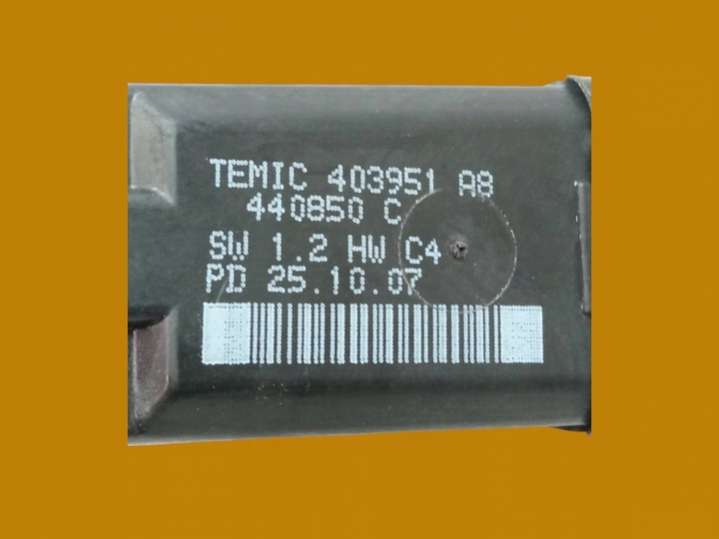 TEMIC 403951 A8
440850 C
SW 1.2 HW C4
PD 25.10.07